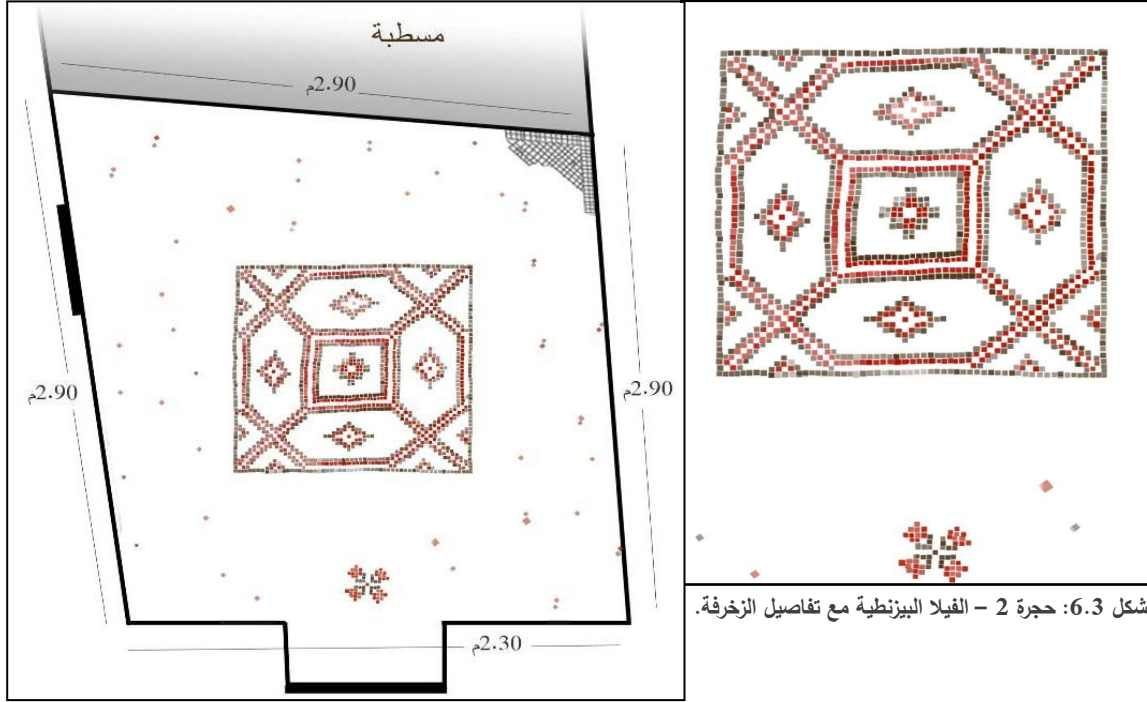 مسطبة
2.90م
2.90م
2.90م
2.30م
شكل 6.3: حجرة 2 – الفيلا البيزنطية مع تفاصيل الزخرفة.